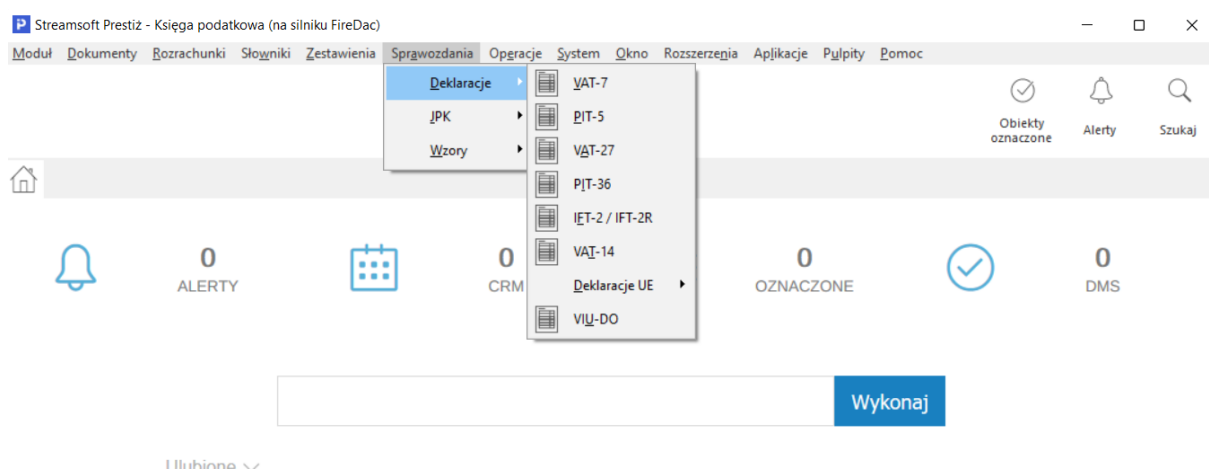 Streamsoft Prestiż - Księga podatkowa (na silniku FireDac)
Moduł Dokumenty Rozrachunki Słowniki Zestawienia Sprawozdania Operacje System Okno Rozszerzenia Aplikacje Pulpity Pomoc
Deklaracje
JPK
Wzory
VAT-7
PIT-5
VAT-27
PIT-36
IFT-2 / IFT-2R
VAT-14
Deklaracje UE
VIU-DO
Obiekty
oznaczone
Alerty
Szukaj
0
ALERTY
0
CRM
0
OZNACZONE
0
DMS
Wykonaj
Ulubione